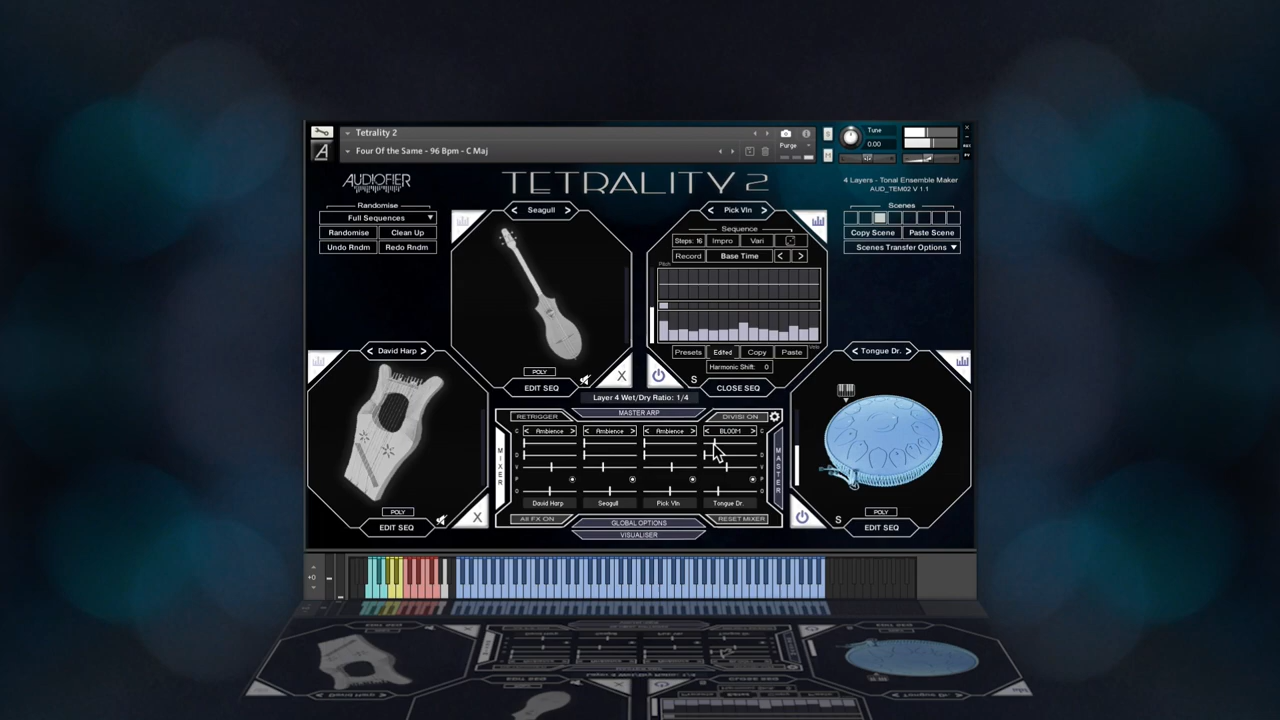 Tetrality 2
Purge
Four Of the Same - 96 Bpm - C Maj
S
M
Tune
0.00
AUDIOFIER
TETRALITY 2
4 Layers - Tonal Ensemble Maker
AUD_TEM02 V 1.1
Randomise
Full Sequences
Randomise Clean Up
Undo Rndm Redo Rndm
Scenes
Copy Scene Paste Scene
Scenes Transfer Options
< Seagull >
POLY
EDIT SEQ
X
< Pick Vln >
Sequence
Steps: 16 Impro Vari
Record Base Time < >
Pitch
Presets Edited Copy Paste
Harmonic Shift: 0
S
CLOSE SEQ
< David Harp >
POLY
EDIT SEQ
X
Layer 4 Wet/Dry Ratio: 1/4
RETRIGGER MASTER ARP DIVISION
MIXER
C < Ambience > < Ambience > < Ambience > < BLOOM > C
D D
V V
P P
O O
David Harp Seagull Pick Vln Tongue Dr.
MASTER
All FX ON GLOBAL OPTIONS RESET MIXER
VISUALISER
< Tongue Dr. >
S
POLY
EDIT SEQ
+0